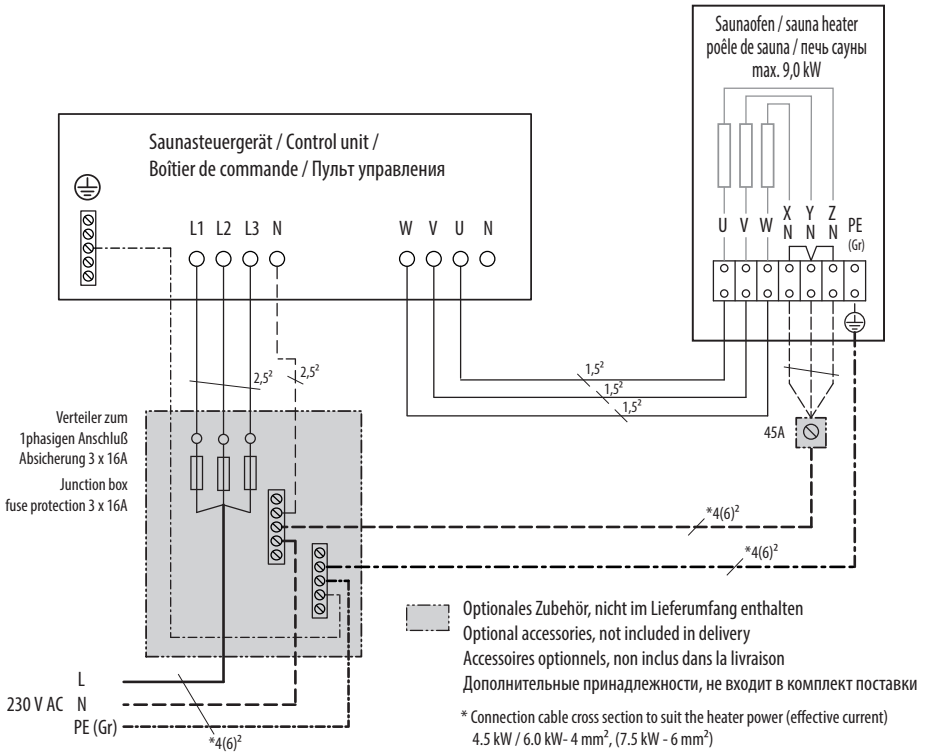 Saunaofen / sauna heater
poêle de sauna / печь сауны
max. 9,0 kW
Saunasteuergerät / Control unit /
Boîtier de commande / Пульт управления
L1 L2 L3 N
W V U N
U V W X Y Z PE
N N N (Gr)
2,5²
2,5²
1,5²
1,5²
1,5²
Verteiler zum
1phasigen Anschluß
Absicherung 3 x 16A
Junction box
fuse protection 3 x 16A
45A
*4(6)²
*4(6)²
Optionales Zubehör, nicht im Lieferumfang enthalten
Optional accessories, not included in delivery
Accessoires optionnels, non inclus dans la livraison
Дополнительные принадлежности, не входит в комплект поставки
L
230 V AC N
PE (Gr)
*4(6)²
* Connection cable cross section to suit the heater power (effective current)
4.5 kW / 6.0 kW- 4 mm², (7.5 kW - 6 mm²)